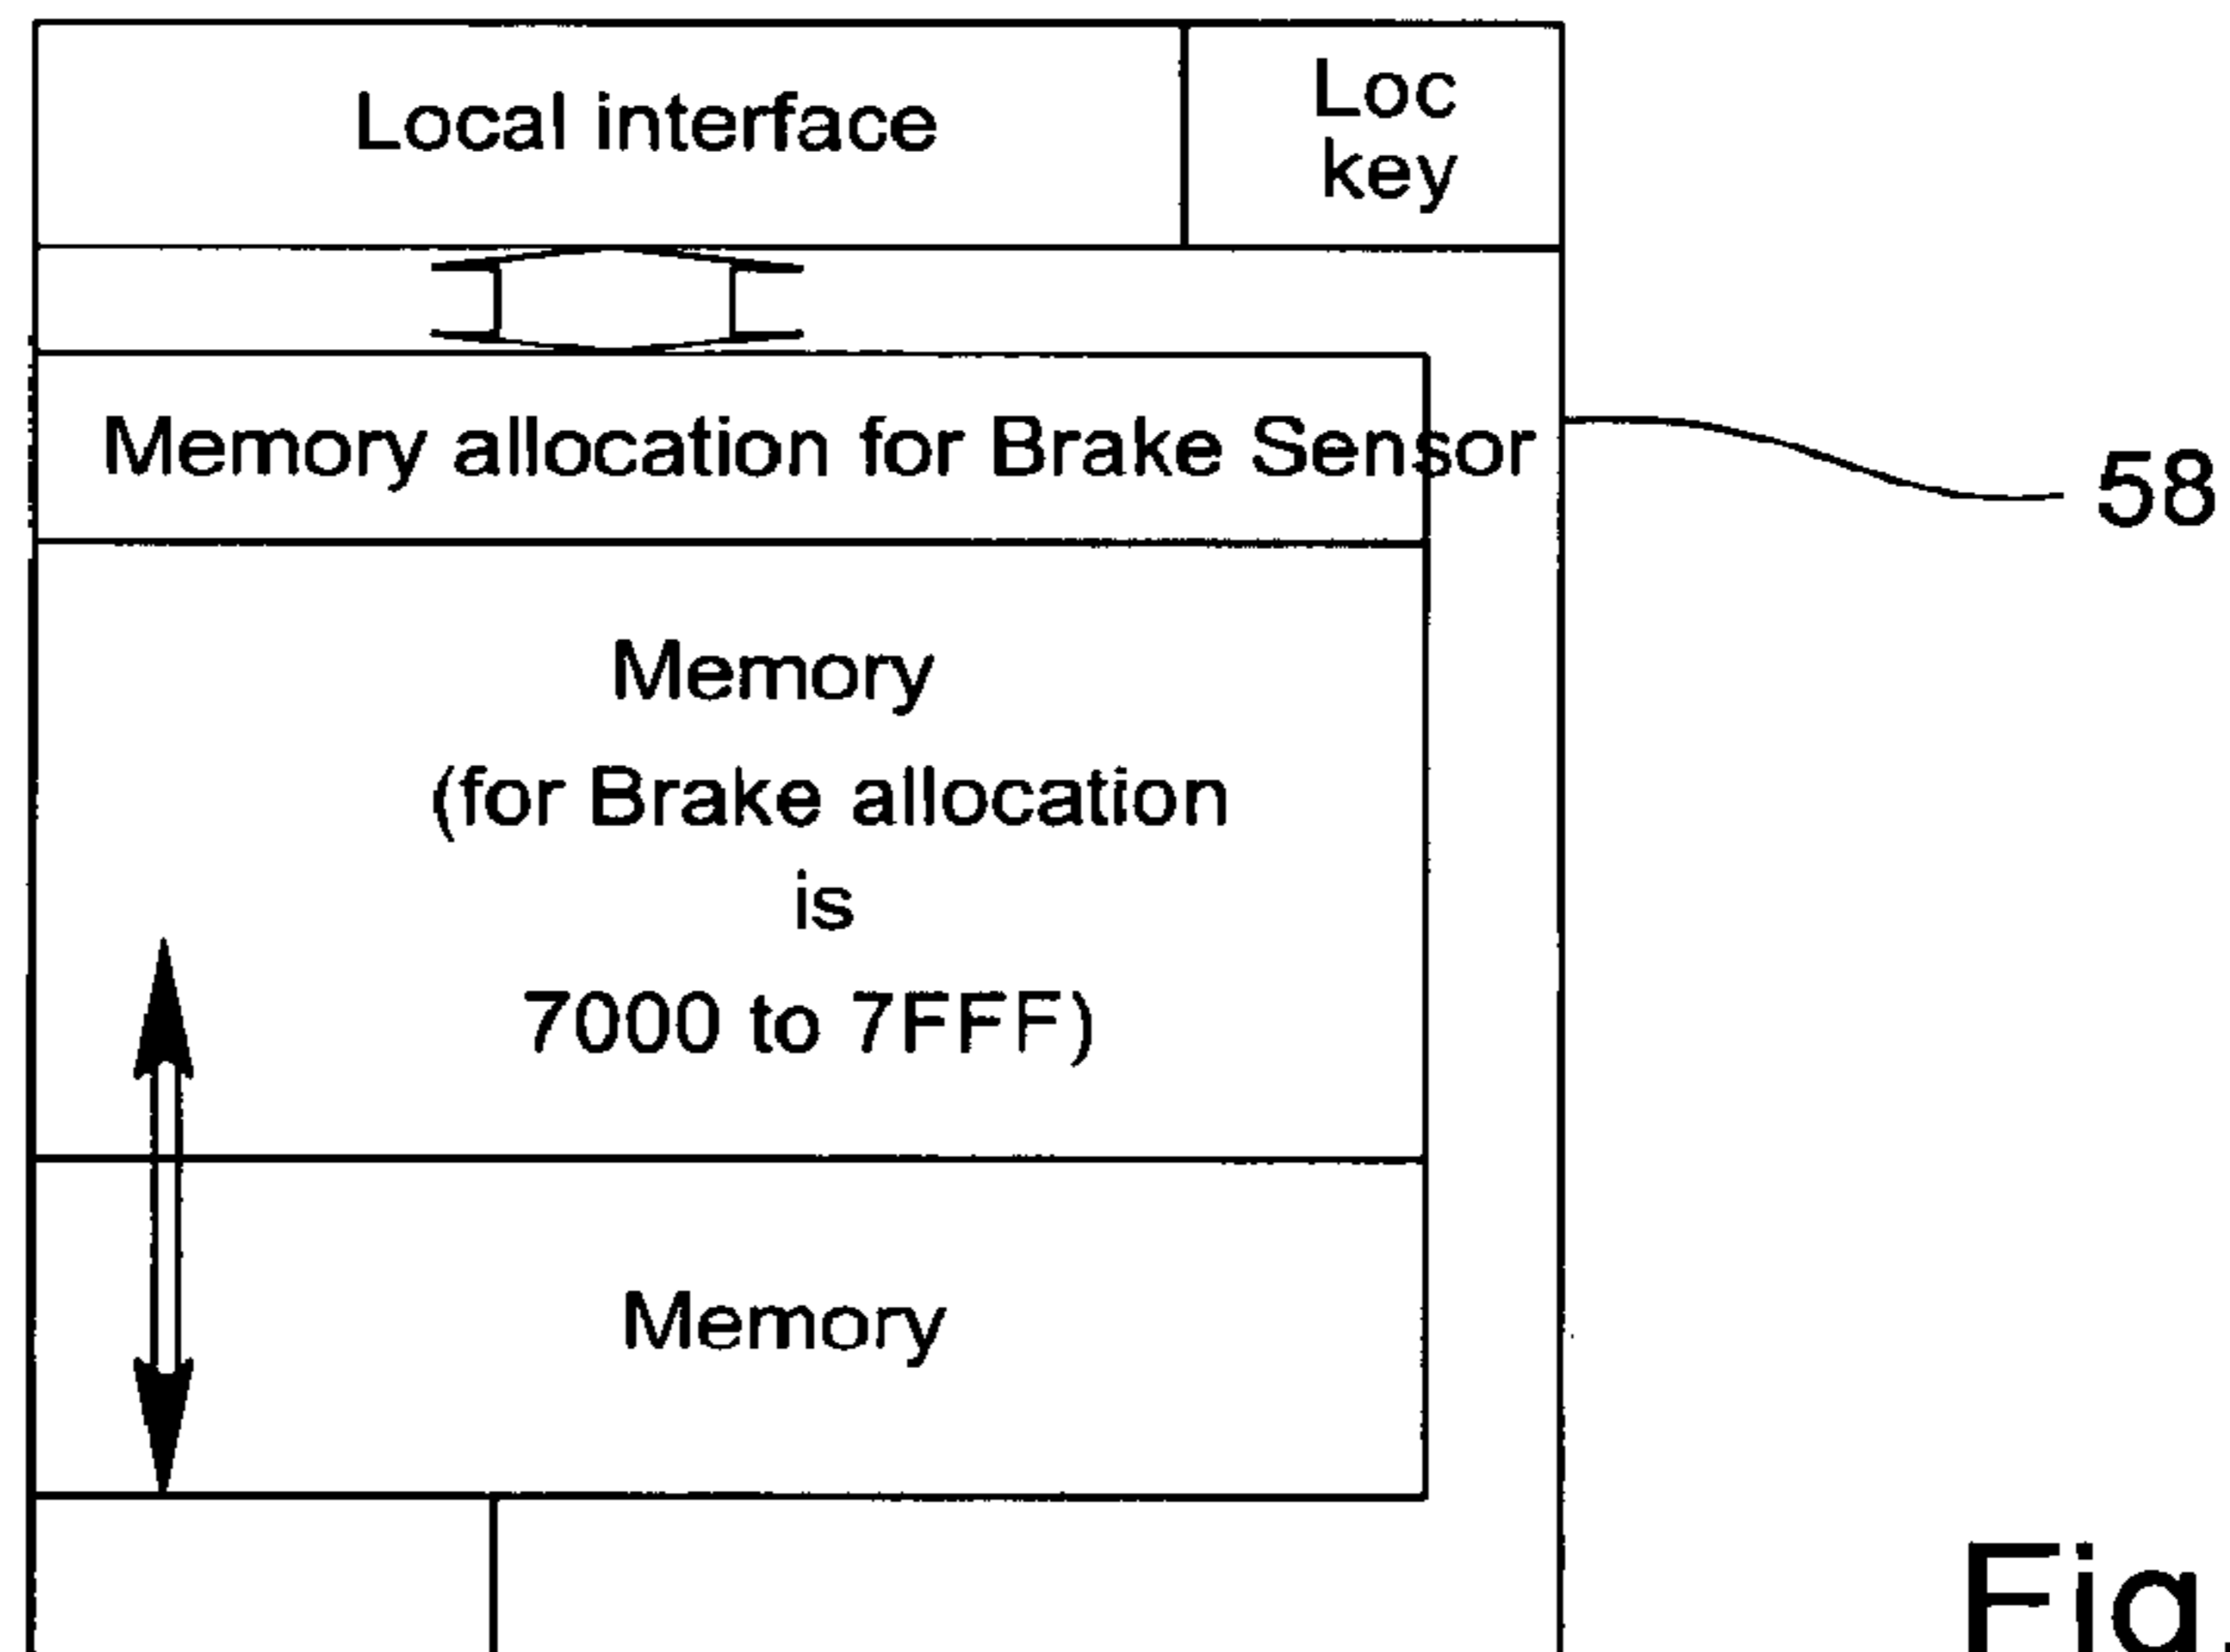 Local interface
Loc
key
Memory allocation for Brake Sensor
58
Memory
(for Brake allocation
is
7000 to 7FFF)
Memory
Fig.